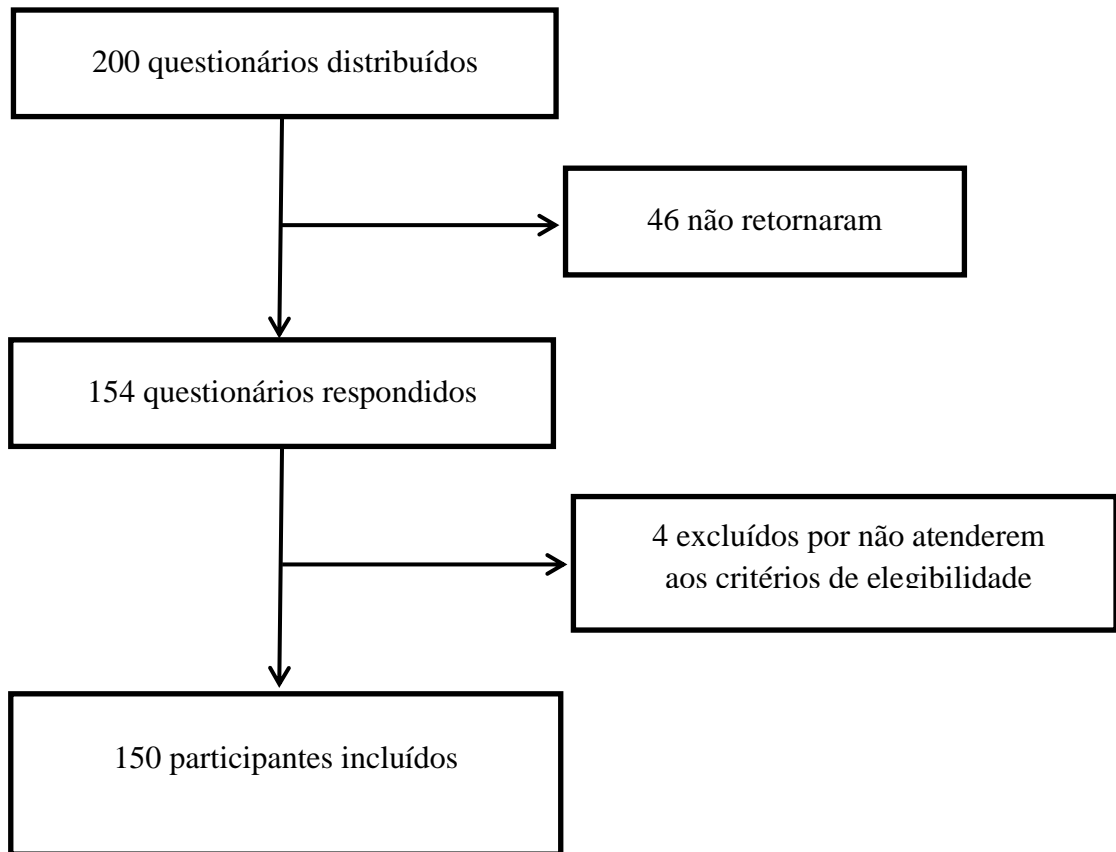 200 questionários distribuídos
46 não retornaram
154 questionários respondidos
4 excluídos por não atenderem
aos critérios de elegibilidade
150 participantes incluídos